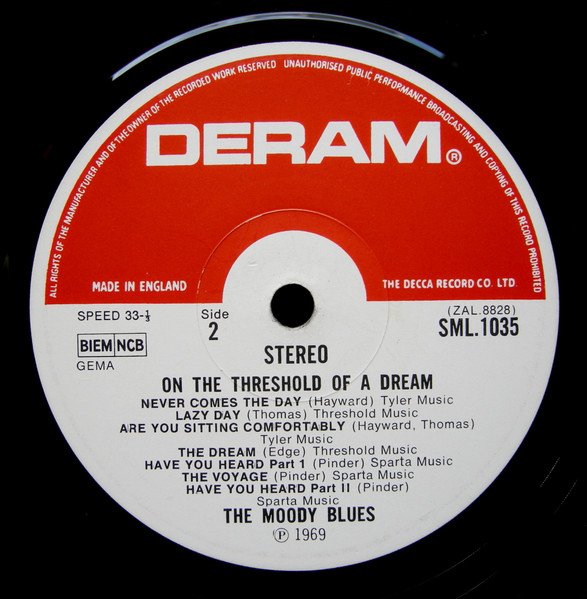 ALL RIGHTS OF THE MANUFACTURER AND OF THE OWNER OF THE RECORDED WORK RESERVED   UNAUTHORISED PUBLIC PERFORMANCE BROADCASTING AND COPYING OF THIS RECORD PROHIBITED
DERAM®
MADE IN ENGLAND
THE DECCA RECORD CO. LTD.
SPEED 33-⅓
Side
2
(ZAL.8828)
SML.1035
BIEM NCB
GEMA
STEREO
ON THE THRESHOLD OF A DREAM
NEVER COMES THE DAY (Hayward) Tyler Music
LAZY DAY (Thomas) Threshold Music
ARE YOU SITTING COMFORTABLY (Hayward, Thomas)
Tyler Music
THE DREAM (Edge) Threshold Music
HAVE YOU HEARD Part 1 (Pinder) Sparta Music
THE VOYAGE (Pinder) Sparta Music
HAVE YOU HEARD Part II (Pinder)
Sparta Music
THE MOODY BLUES
℗ 1969